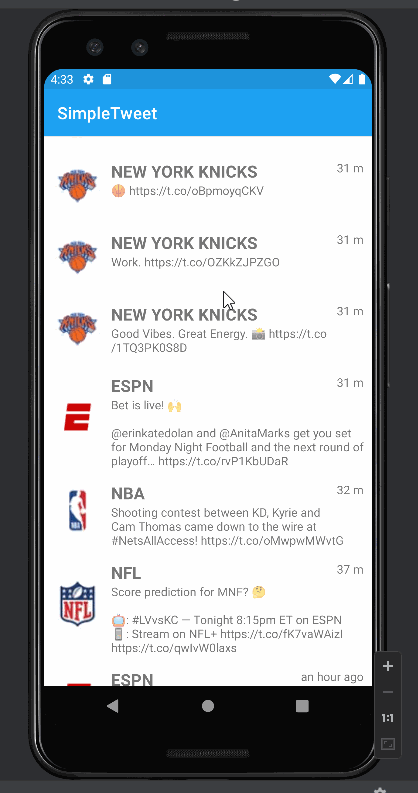 4:33
SimpleTweet
NEW YORK KNICKS 31 m
🏀 https://t.co/oBpmoyqCKV
NEW YORK KNICKS 31 m
Work. https://t.co/OZKkZJPZGO
NEW YORK KNICKS 31 m
Good Vibes. Great Energy. 📸 https://t.co
/1TQ3PK0S8D
ESPN 31 m
Bet is live! 🙌
@erinkatedolan and @AnitaMarks get you set
for Monday Night Football and the next round of
playoff… https://t.co/rvP1KbUDaR
NBA 32 m
Shooting contest between KD, Kyrie and
Cam Thomas came down to the wire at
#NetsAllAccess! https://t.co/oMwpwMWvtG
NFL 37 m
Score prediction for MNF? 🤔
📺: #LVvsKC — Tonight 8:15pm ET on ESPN
📱: Stream on NFL+ https://t.co/fK7vaWAizI
https://t.co/qwIvW0laxs
ESPN an hour ago
1:1